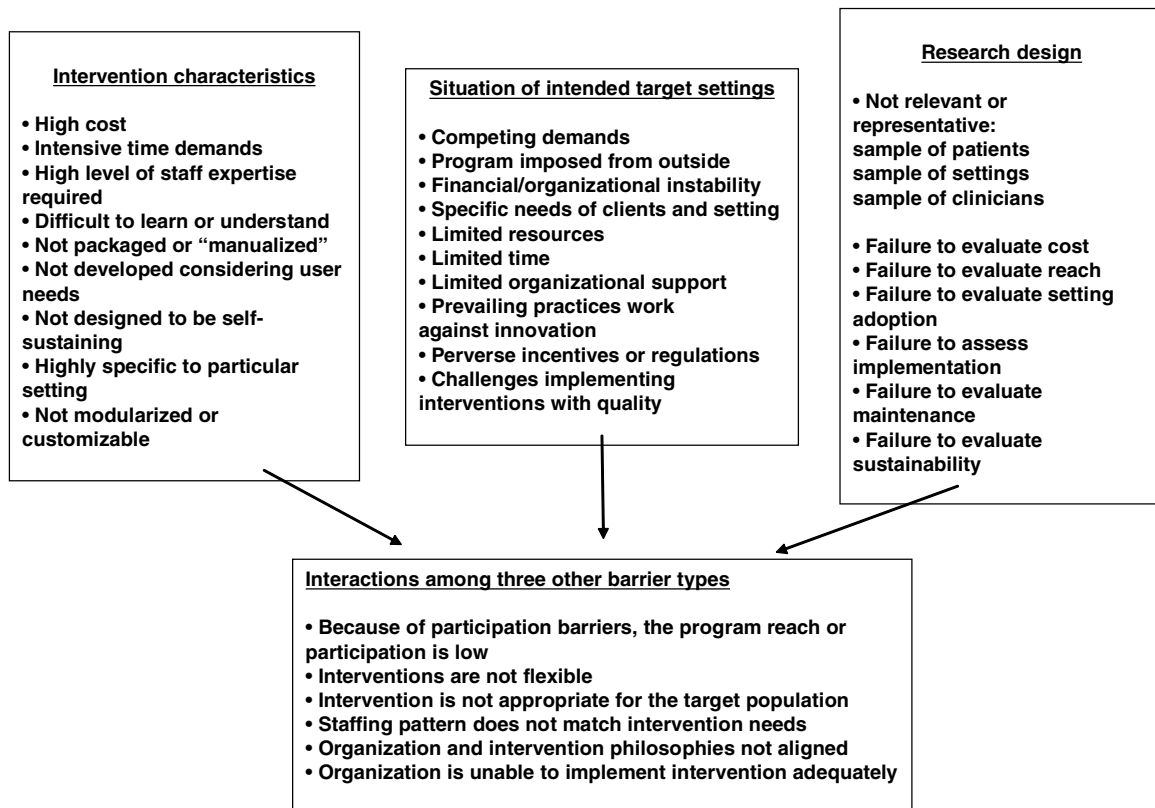 Intervention characteristics
• High cost
• Intensive time demands
• High level of staff expertise
required
• Difficult to learn or understand
• Not packaged or “manualized”
• Not developed considering user
needs
• Not designed to be self-
sustaining
• Highly specific to particular
setting
• Not modularized or
customizable
Situation of intended target settings
• Competing demands
• Program imposed from outside
• Financial/organizational instability
• Specific needs of clients and setting
• Limited resources
• Limited time
• Limited organizational support
• Prevailing practices work
against innovation
• Perverse incentives or regulations
• Challenges implementing
interventions with quality
Research design
• Not relevant or
representative:
sample of patients
sample of settings
sample of clinicians
• Failure to evaluate cost
• Failure to evaluate reach
• Failure to evaluate setting
adoption
• Failure to assess
implementation
• Failure to evaluate
maintenance
• Failure to evaluate
sustainability
Interactions among three other barrier types
• Because of participation barriers, the program reach or
participation is low
• Interventions are not flexible
• Intervention is not appropriate for the target population
• Staffing pattern does not match intervention needs
• Organization and intervention philosophies not aligned
• Organization is unable to implement intervention adequately